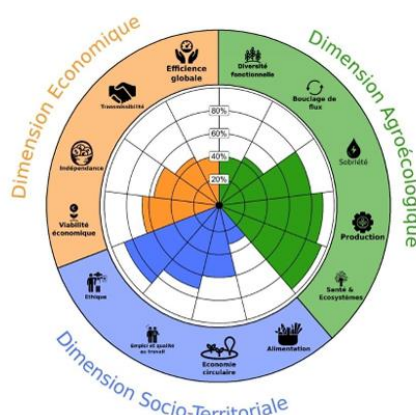 Dimension Economique
Dimension Agroécologique
Efficience
globale
Diversité
fonctionnelle
Transmissibilité
Bouclage de
flux
Indépendance
Sobriété
Viabilité
économique
Production
Ethique
Santé &
Ecosystèmes
Emploi et qualité
au travail
Economie
circulaire
Alimentation
80%
60%
40%
20%
Dimension Socio-Territoriale